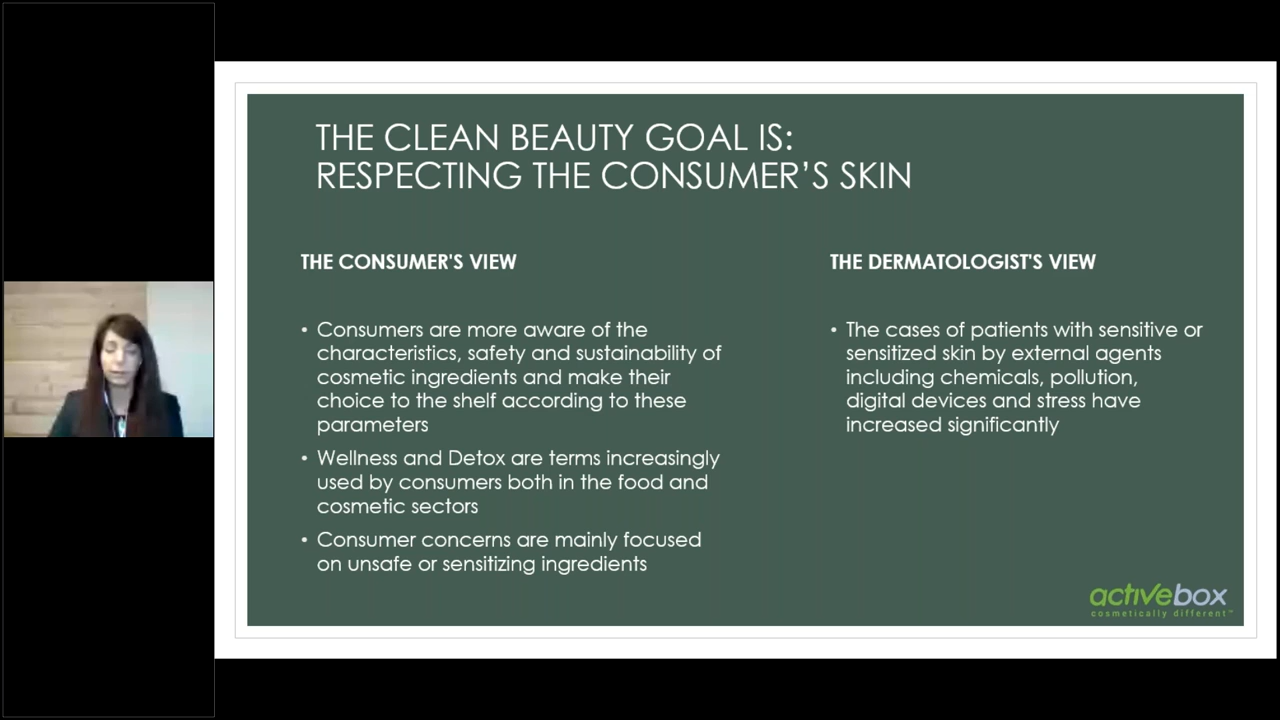 THE CLEAN BEAUTY GOAL IS:
RESPECTING THE CONSUMER’S SKIN
THE CONSUMER'S VIEW
• Consumers are more aware of the
characteristics, safety and sustainability of
cosmetic ingredients and make their
choice to the shelf according to these
parameters
• Wellness and Detox are terms increasingly
used by consumers both in the food and
cosmetic sectors
• Consumer concerns are mainly focused
on unsafe or sensitizing ingredients
THE DERMATOLOGIST'S VIEW
• The cases of patients with sensitive or
sensitized skin by external agents
including chemicals, pollution,
digital devices and stress have
increased significantly
activebox
cosmetically different™